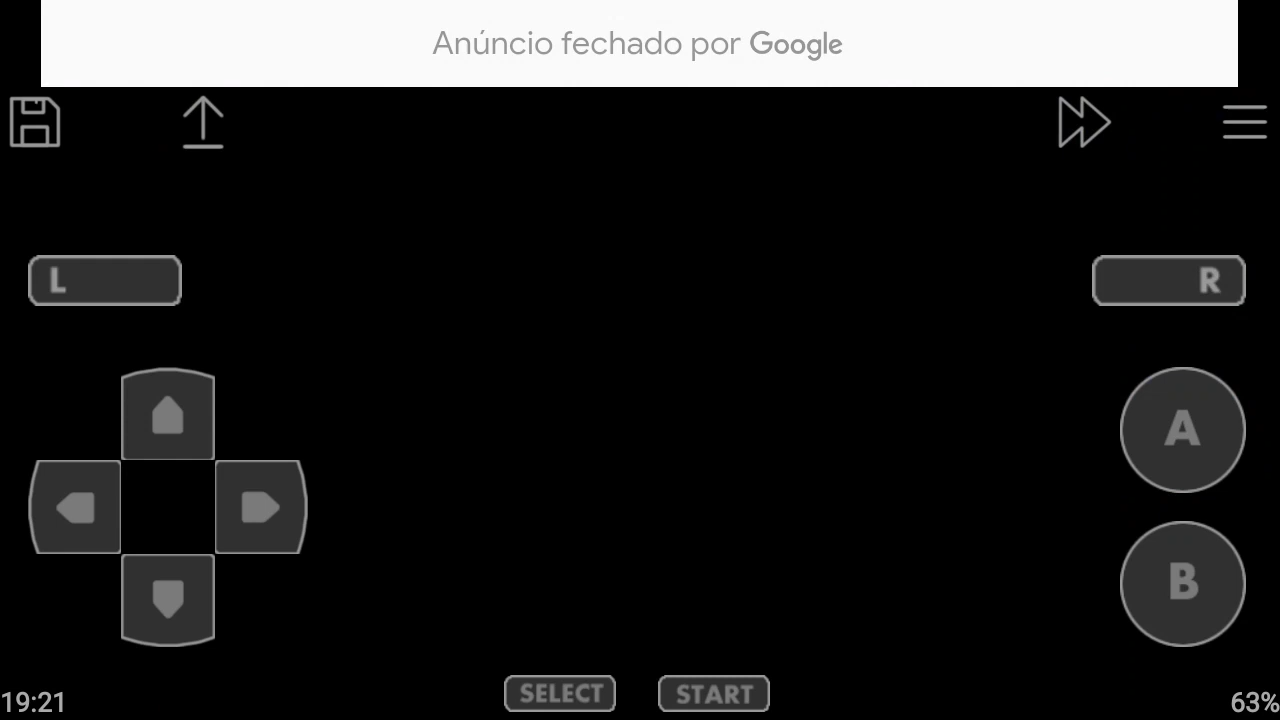 Anúncio fechado por Google
L
R
A
B
SELECT
START
19:21
63%